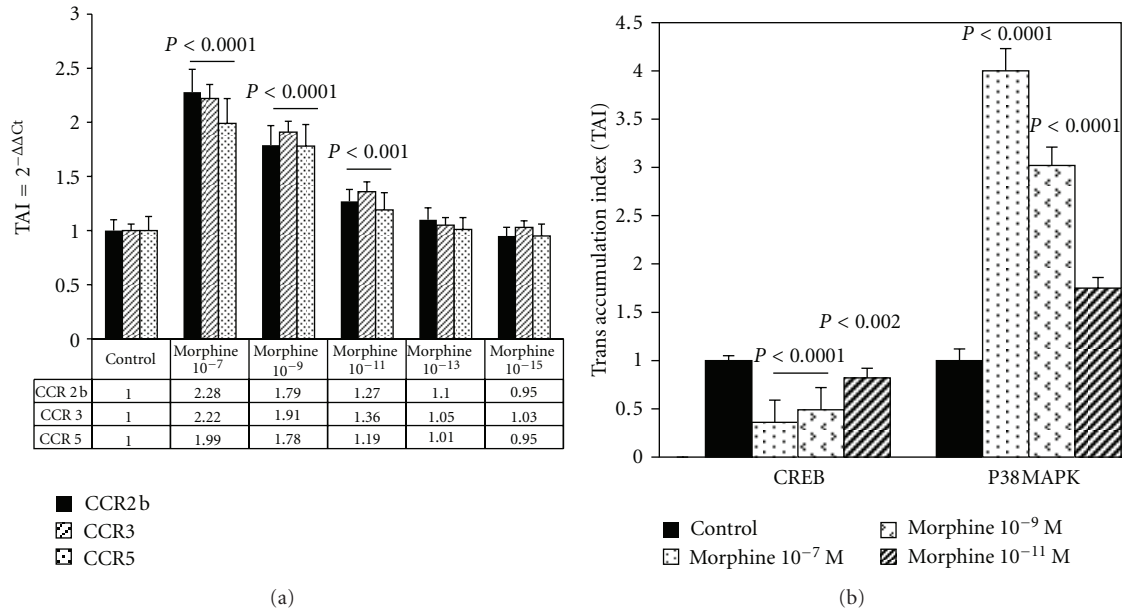 3
2.5
2
1.5
1
0.5
0
TAI = 2^−ΔΔCt
P < 0.0001
P < 0.0001
P < 0.001
Control Morphine 10^−7 Morphine 10^−9 Morphine 10^−11 Morphine 10^−13 Morphine 10^−15
CCR 2b 1 2.28 1.79 1.27 1.1 0.95
CCR 3 1 2.22 1.91 1.36 1.05 1.03
CCR 5 1 1.99 1.78 1.19 1.01 0.95
CCR2b
CCR3
CCR5
(a)
4.5
4
3.5
3
2.5
2
1.5
1
0.5
0
Trans accumulation index (TAI)
P < 0.0001
P < 0.0001
P < 0.002
P < 0.0001
CREB P38MAPK
Control Morphine 10^−9 M
Morphine 10^−7 M Morphine 10^−11 M
(b)